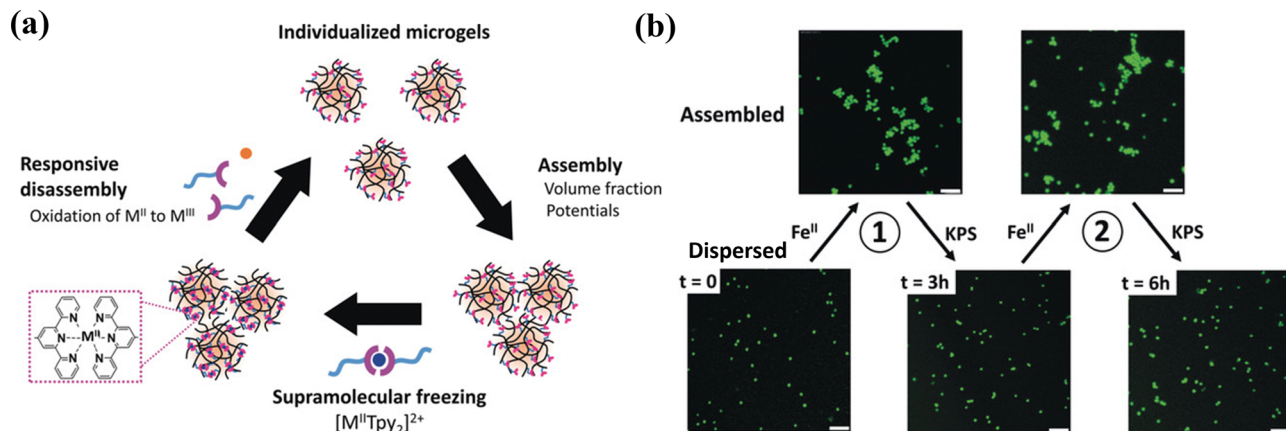 (a)
Individualized microgels
Responsive
disassembly
Oxidation of Mᴵᴵ to Mᴵᴵᴵ
Assembly
Volume fraction
Potentials
N
N
N
Mᴵᴵ
N
N
N
Supramolecular freezing
[MᴵᴵTpy₂]²⁺
(b)
Assembled
Feᴵᴵ
1
KPS
Feᴵᴵ
2
KPS
Dispersed
t = 0
t = 3h
t = 6h